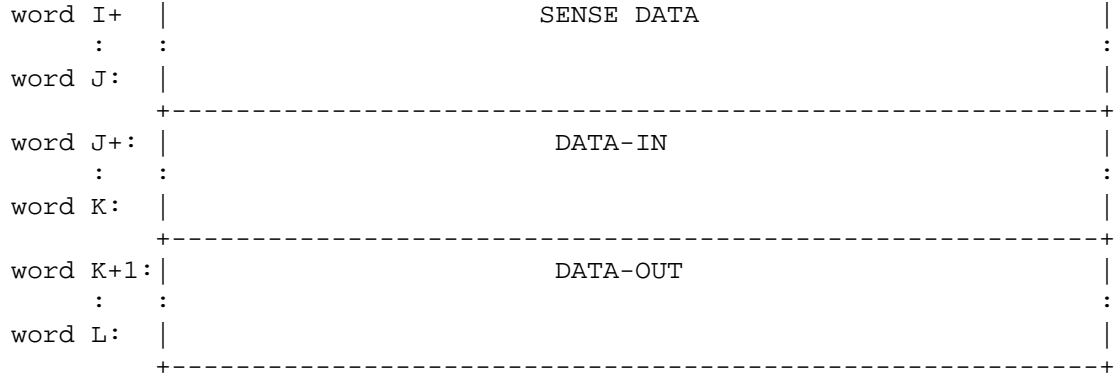 word I+  |                       SENSE DATA                         |
     :   :                                                          :
word J:  |                                                          |
         +----------------------------------------------------------+
word J+: |                        DATA-IN                           |
     :   :                                                          :
word K:  |                                                          |
         +----------------------------------------------------------+
word K+1:|                        DATA-OUT                          |
     :   :                                                          :
word L:  |                                                          |
         +----------------------------------------------------------+